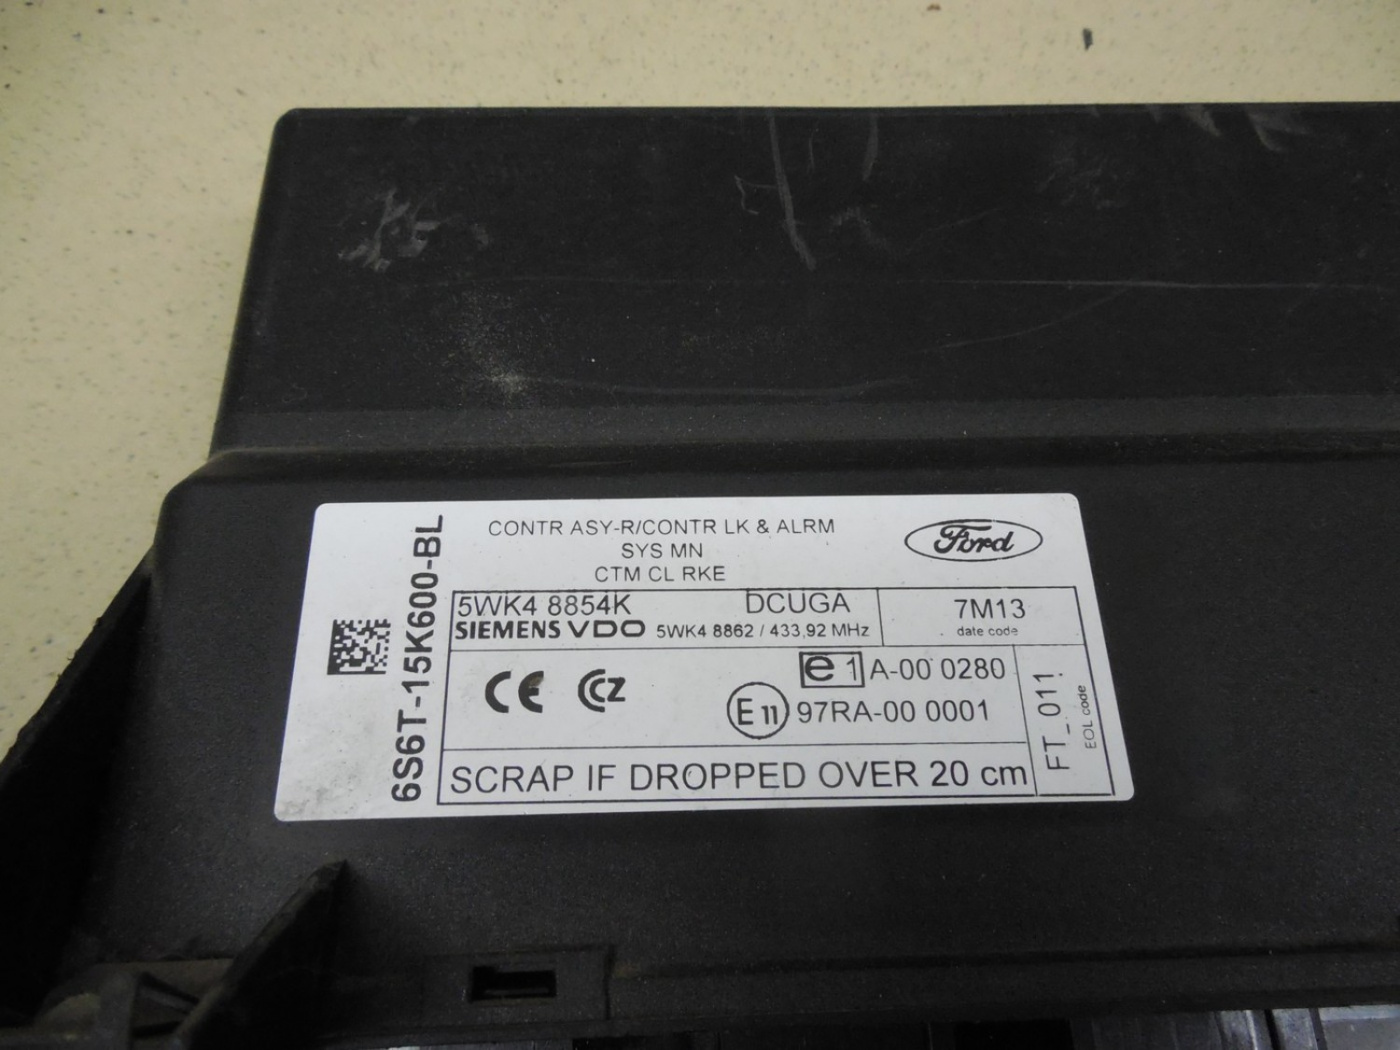 CONTR ASY-R/CONTR LK & ALRM
SYS MN
CTM CL RKE
Ford
6S6T-15K600-BL
5WK4 8854K DCUGA
SIEMENS VDO 5WK4 8862 / 433,92 MHz
7M13
date code
CE CCZ
e 1 A-00 0280
E 11 97RA-00 0001
FT_011
EOL code
SCRAP IF DROPPED OVER 20 cm